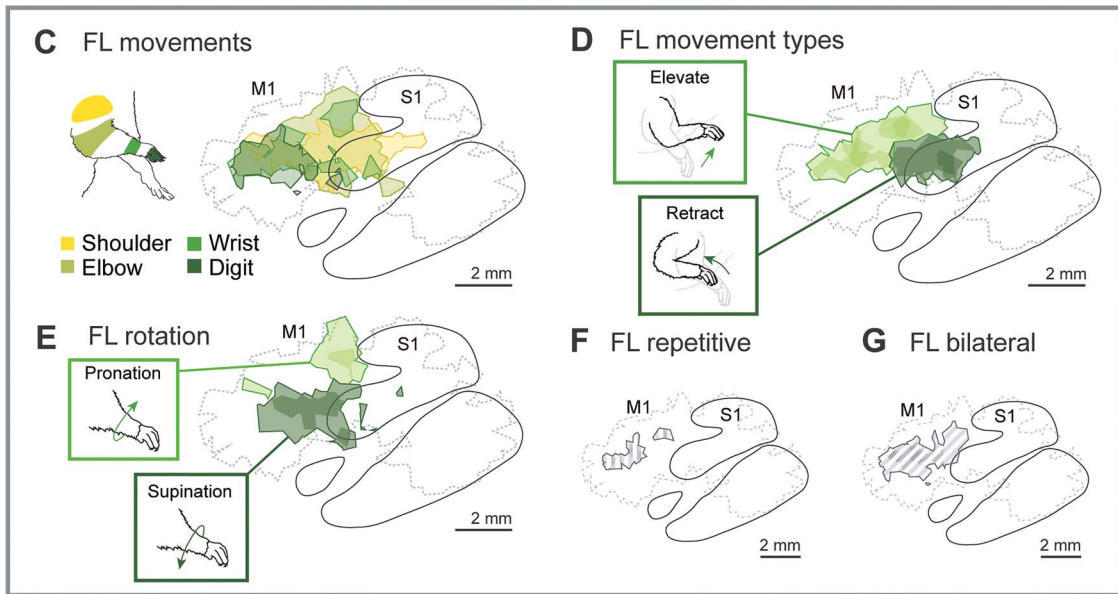 C FL movements
M1
S1
Shoulder
Wrist
Elbow
Digit
2 mm
D FL movement types
Elevate
M1
S1
Retract
2 mm
E FL rotation
M1
S1
Pronation
Supination
2 mm
F FL repetitive
M1
S1
2 mm
G FL bilateral
M1
S1
2 mm